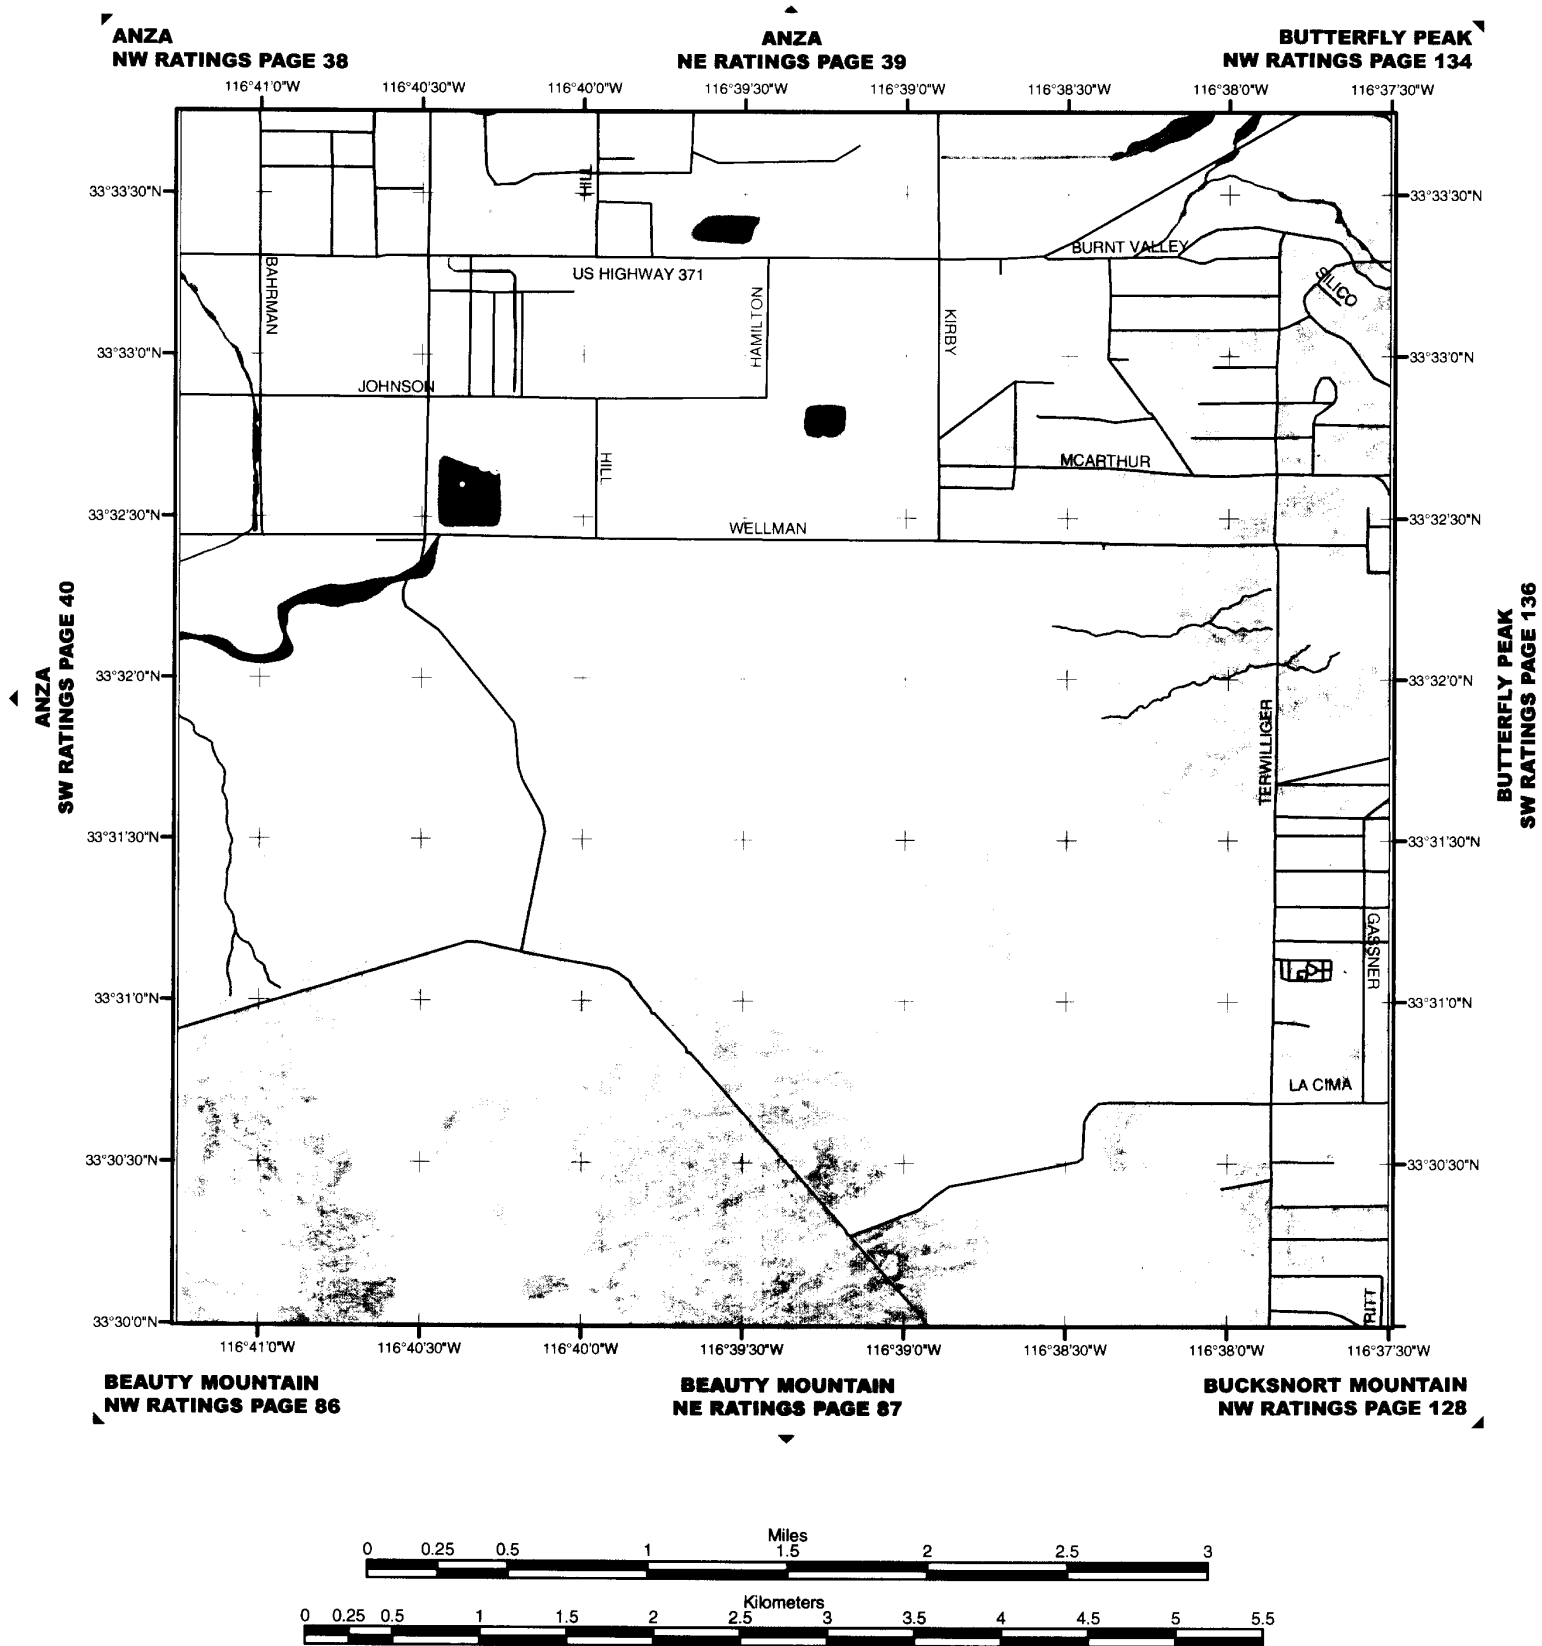 ANZA
NW RATINGS PAGE 38
ANZA
NE RATINGS PAGE 39
BUTTERFLY PEAK
NW RATINGS PAGE 134
116°41'0"W
116°40'30"W
116°40'0"W
116°39'30"W
116°39'0"W
116°38'30"W
116°38'0"W
116°37'30"W
33°33'30"N
33°33'30"N
HILL
BURNT VALLEY
US HIGHWAY 371
BAHRMAN
SILICO
HAMILTON
KIRBY
33°33'0"N
33°33'0"N
JOHNSON
MCARTHUR
HILL
33°32'30"N
33°32'30"N
WELLMAN
ANZA
SW RATINGS PAGE 40
BUTTERFLY PEAK
SW RATINGS PAGE 136
33°32'0"N
33°32'0"N
TERWILLIGER
33°31'30"N
33°31'30"N
GASSNER
33°31'0"N
33°31'0"N
LA CIMA
33°30'30"N
33°30'30"N
RITT
33°30'0"N
116°41'0"W
116°40'30"W
116°40'0"W
116°39'30"W
116°39'0"W
116°38'30"W
116°38'0"W
116°37'30"W
BEAUTY MOUNTAIN
NW RATINGS PAGE 86
BEAUTY MOUNTAIN
NE RATINGS PAGE 87
BUCKSNORT MOUNTAIN
NW RATINGS PAGE 128
Miles
0 0.25 0.5 1 1.5 2 2.5 3
Kilometers
0 0.25 0.5 1 1.5 2 2.5 3 3.5 4 4.5 5 5.5